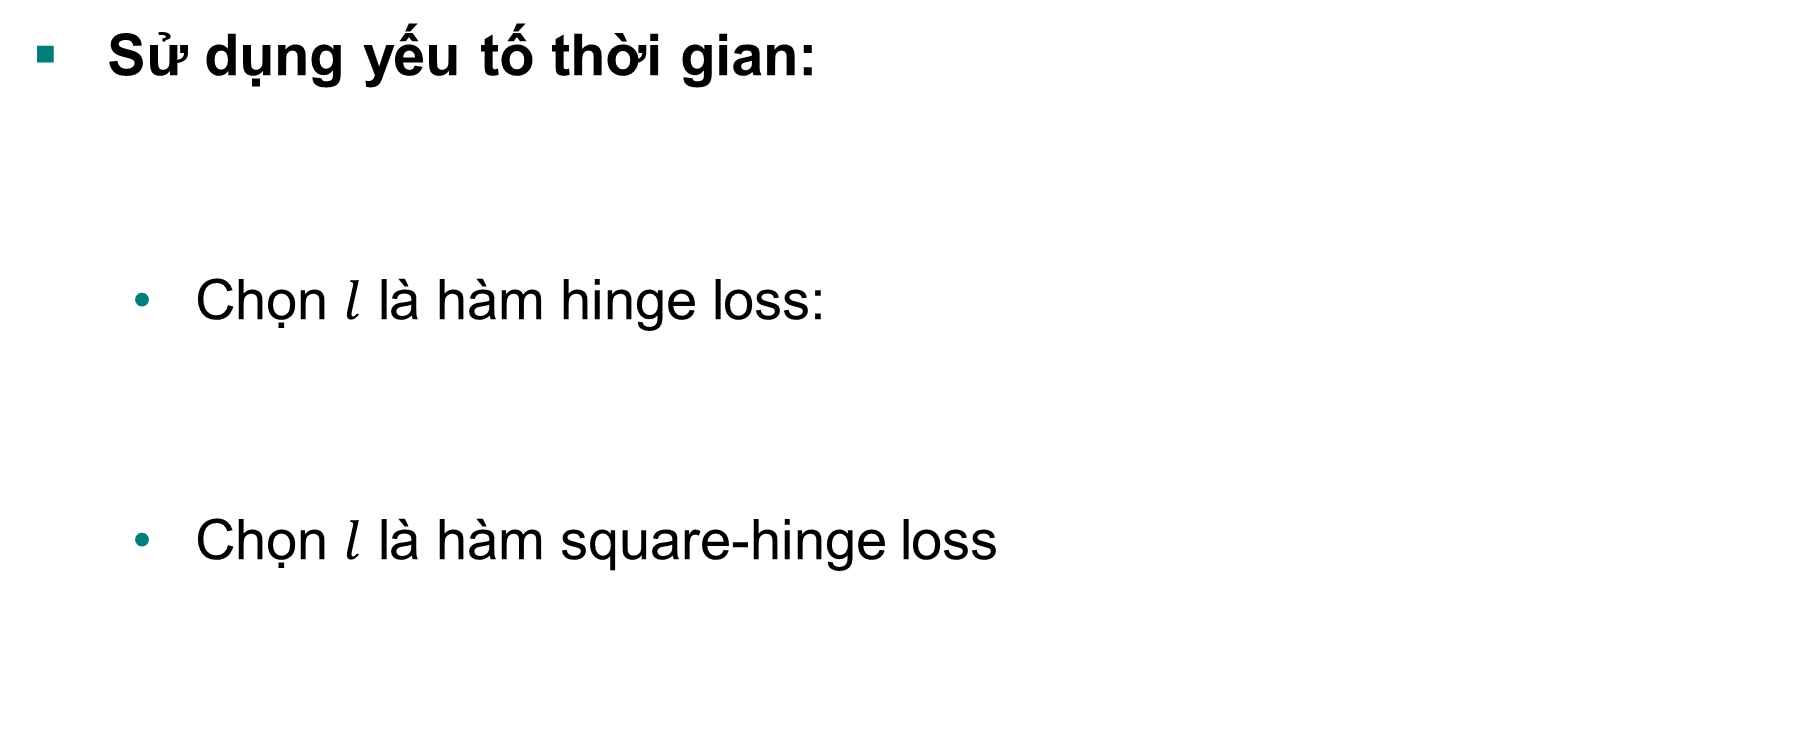 ▪ Sử dụng yếu tố thời gian:
• Chọn 𝑙 là hàm hinge loss:
• Chọn 𝑙 là hàm square-hinge loss